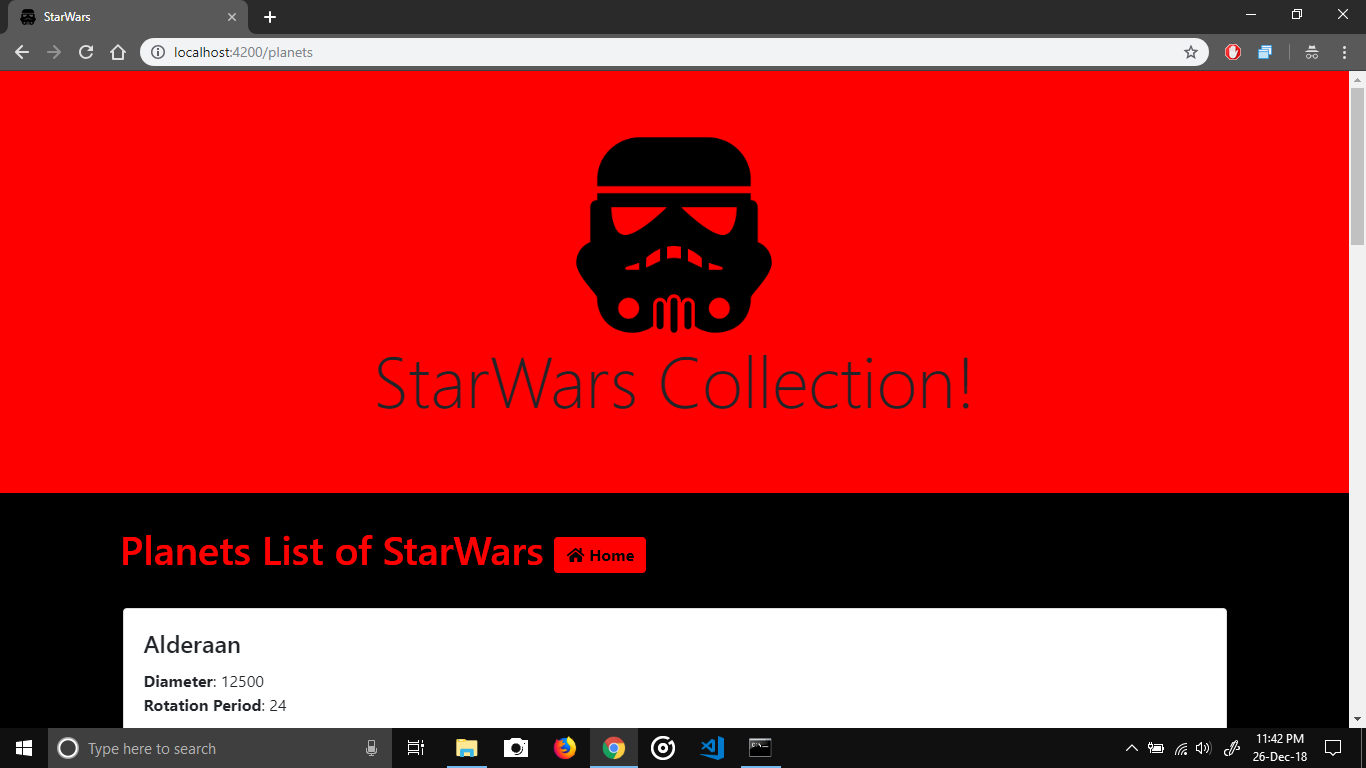 StarWars
localhost:4200/planets
StarWars Collection!
Planets List of StarWars Home
Alderaan
Diameter: 12500
Rotation Period: 24
Type here to search
11:42 PM
26-Dec-18